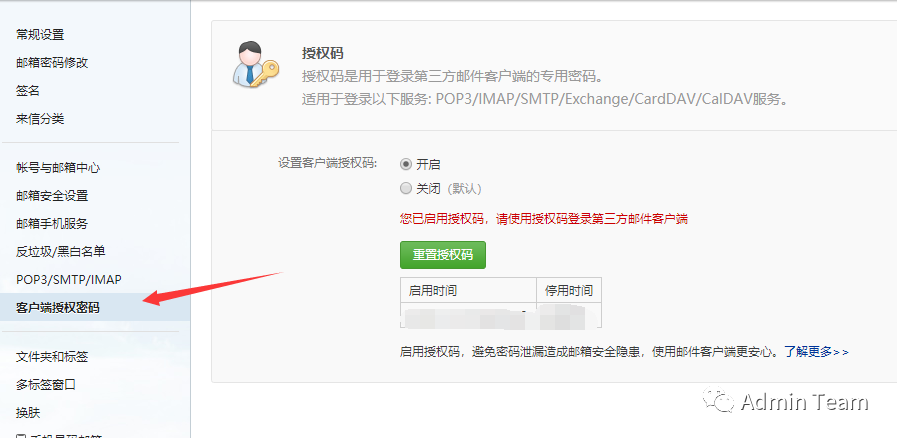 常规设置
邮箱密码修改
签名
来信分类
帐号与邮箱中心
邮箱安全设置
邮箱手机服务
反垃圾/黑白名单
POP3/SMTP/IMAP
客户端授权密码
文件夹和标签
多标签窗口
换肤
授权码
授权码是用于登录第三方邮件客户端的专用密码。
适用于登录以下服务: POP3/IMAP/SMTP/Exchange/CardDAV/CalDAV服务。
设置客户端授权码: 开启
关闭 (默认)
您已启用授权码，请使用授权码登录第三方邮件客户端
重置授权码
启用时间 停用时间
启用授权码，避免密码泄漏造成邮箱安全隐患，使用邮件客户端更安心。了解更多>>
Admin Team